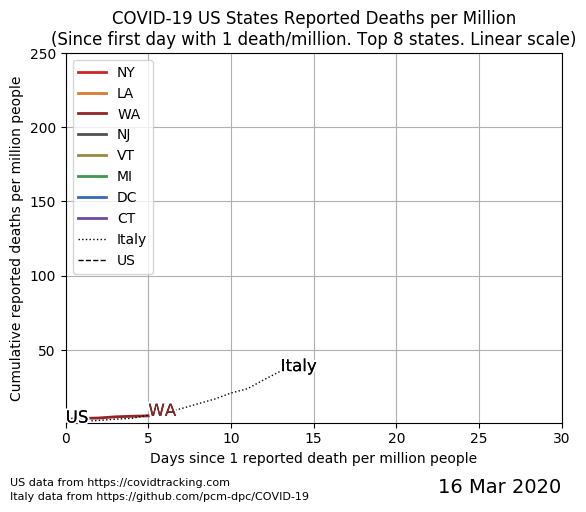 COVID-19 US States Reported Deaths per Million
(Since first day with 1 death/million. Top 8 states. Linear scale)
Cumulative reported deaths per million people
250
200
150
100
50
NY
LA
WA
NJ
VT
MI
DC
CT
Italy
US
Italy
WA
US
0
5
10
15
20
25
30
Days since 1 reported death per million people
US data from https://covidtracking.com
Italy data from https://github.com/pcm-dpc/COVID-19
16 Mar 2020